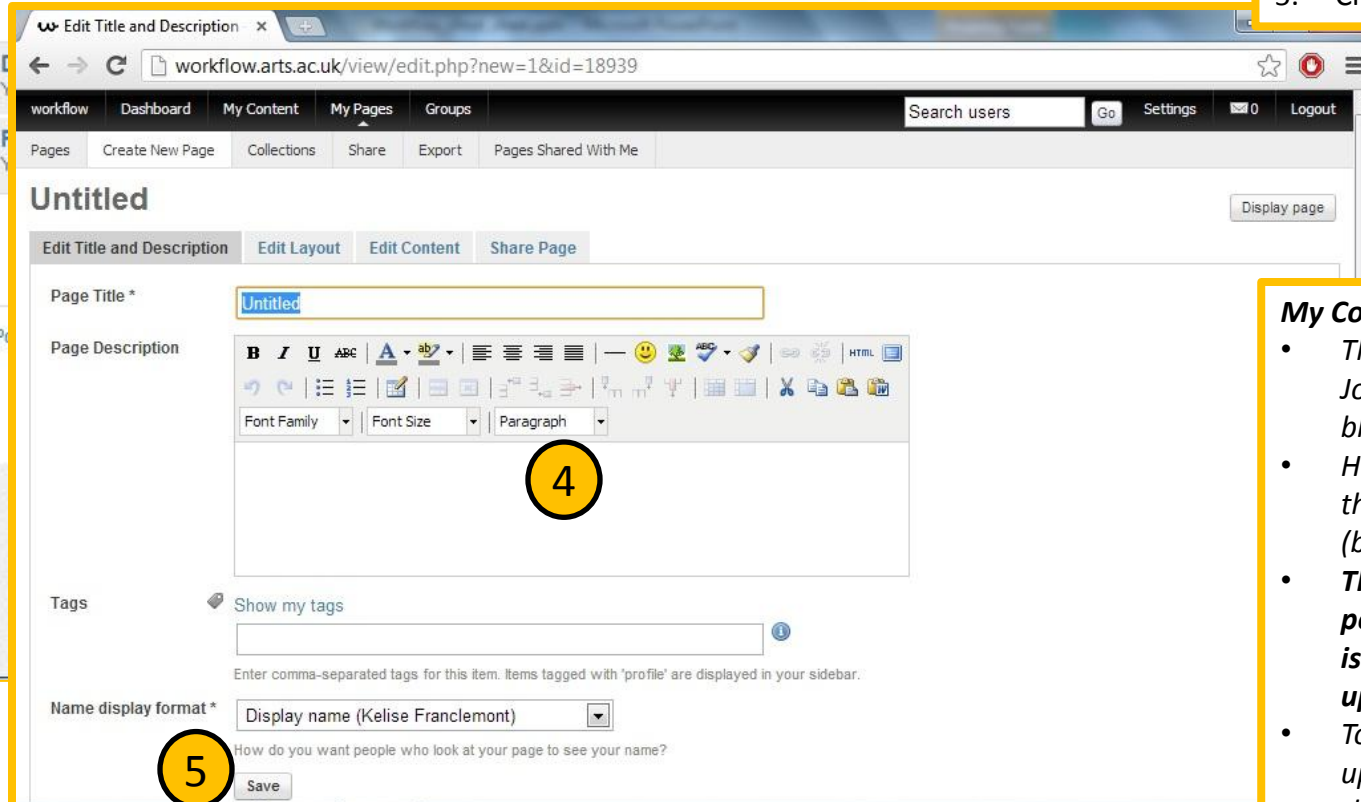 Edit Title and Description
workflow.arts.ac.uk/view/edit.php?new=1&id=18939
workflow Dashboard My Content My Pages Groups Search users Go Settings 0 Logout
Pages Create New Page Collections Share Export Pages Shared With Me
Untitled
Display page
Edit Title and Description Edit Layout Edit Content Share Page
Page Title *
Untitled
Page Description
B I U ABC A ab ABC HTML
Font Family Font Size Paragraph
4
Tags Show my tags
Enter comma-separated tags for this item. Items tagged with 'profile' are displayed in your sidebar.
Name display format * Display name (Kelise Franclemont)
How do you want people who look at your page to see your name?
5
Save
My Co